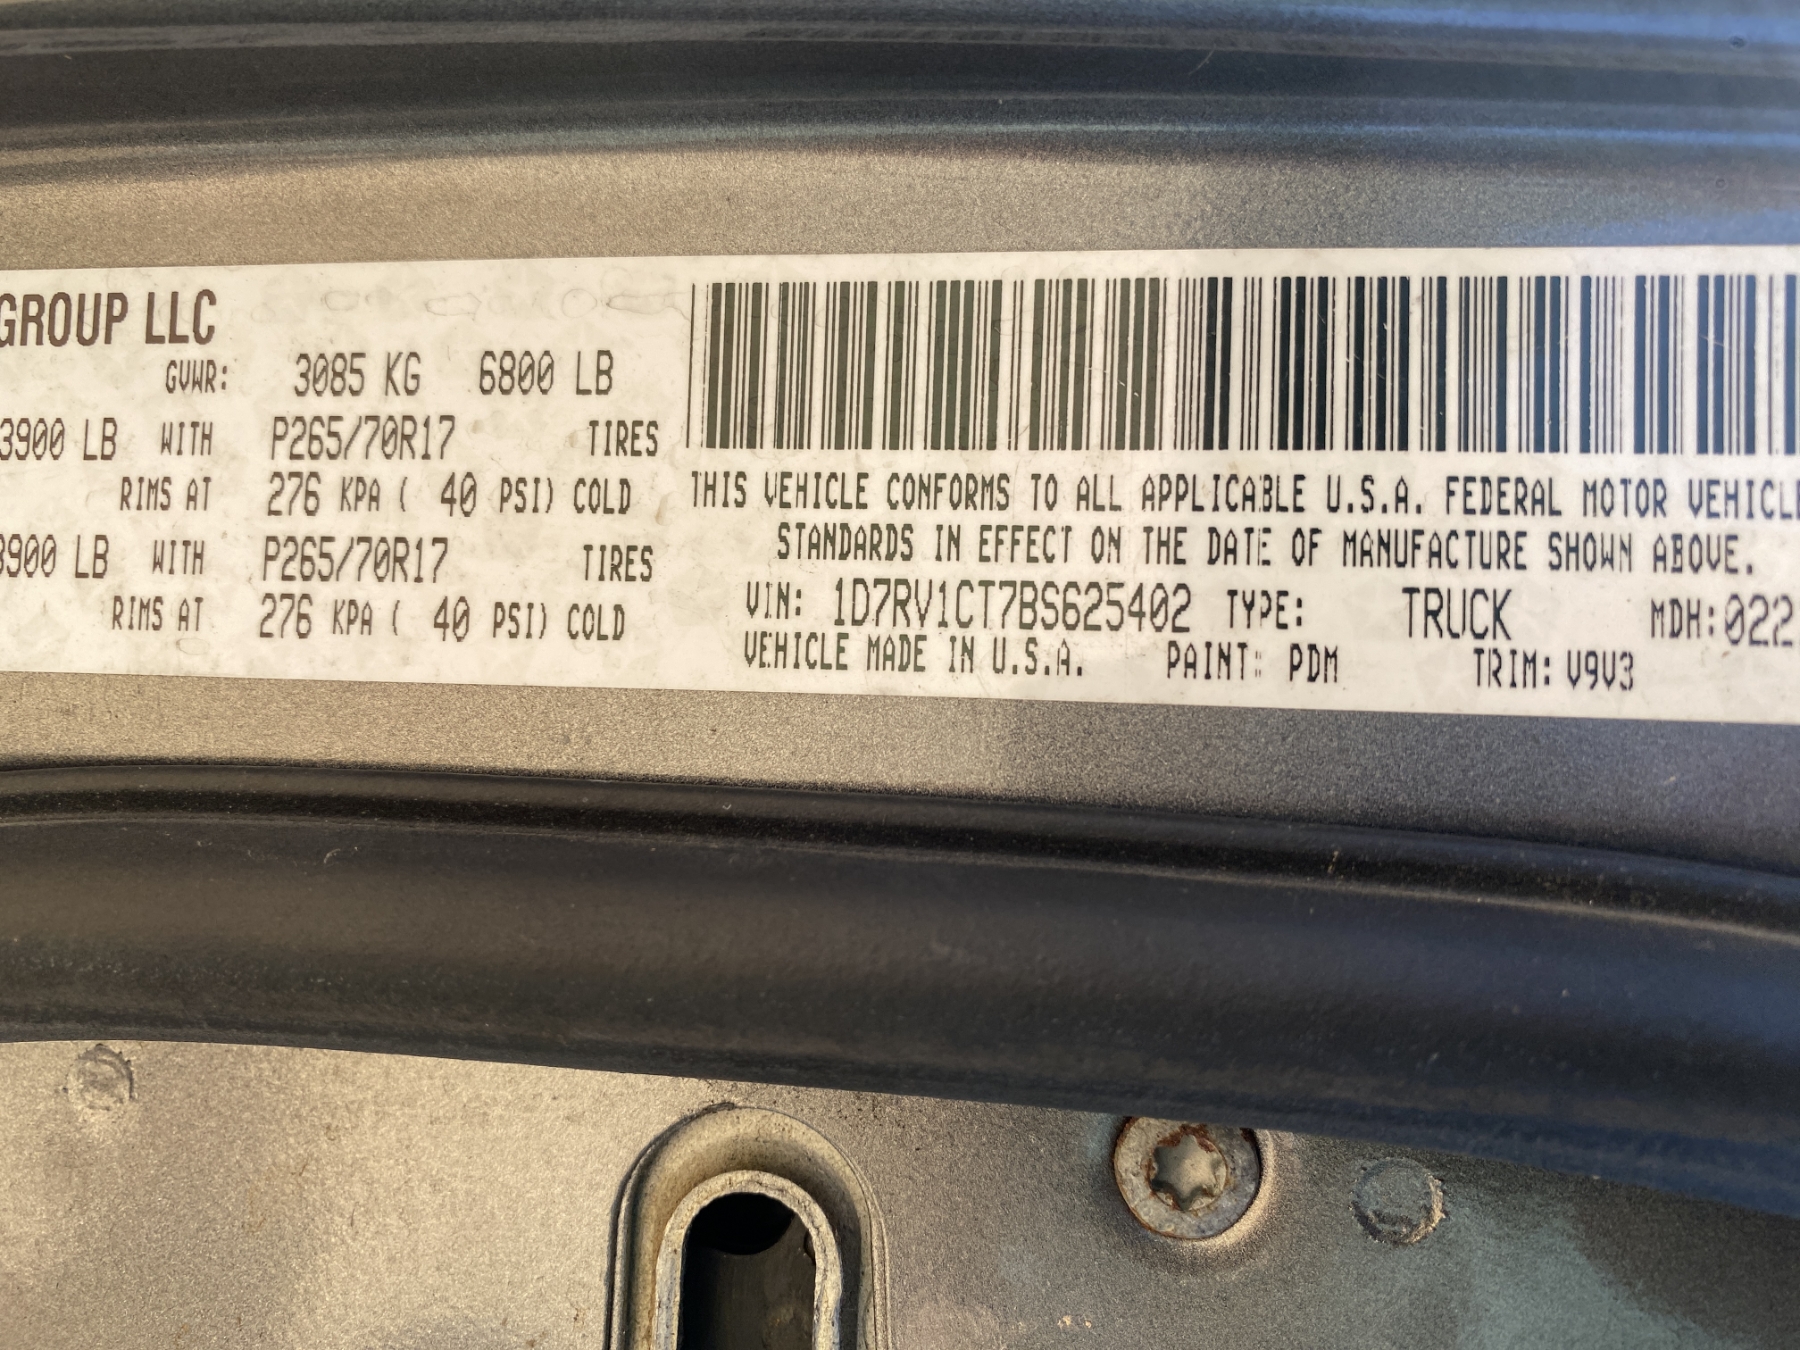 GROUP LLC
GVWR: 3085 KG 6800 LB
3900 LB WITH P265/70R17 TIRES
RIMS AT 276 KPA ( 40 PSI) COLD
3900 LB WITH P265/70R17 TIRES
RIMS AT 276 KPA ( 40 PSI) COLD
THIS VEHICLE CONFORMS TO ALL APPLICABLE U.S.A. FEDERAL MOTOR VEHICLE
STANDARDS IN EFFECT ON THE DATE OF MANUFACTURE SHOWN ABOVE.
VIN: 1D7RV1CT7BS625402 TYPE: TRUCK MDH:022
VEHICLE MADE IN U.S.A. PAINT: PDM TRIM: V9V3